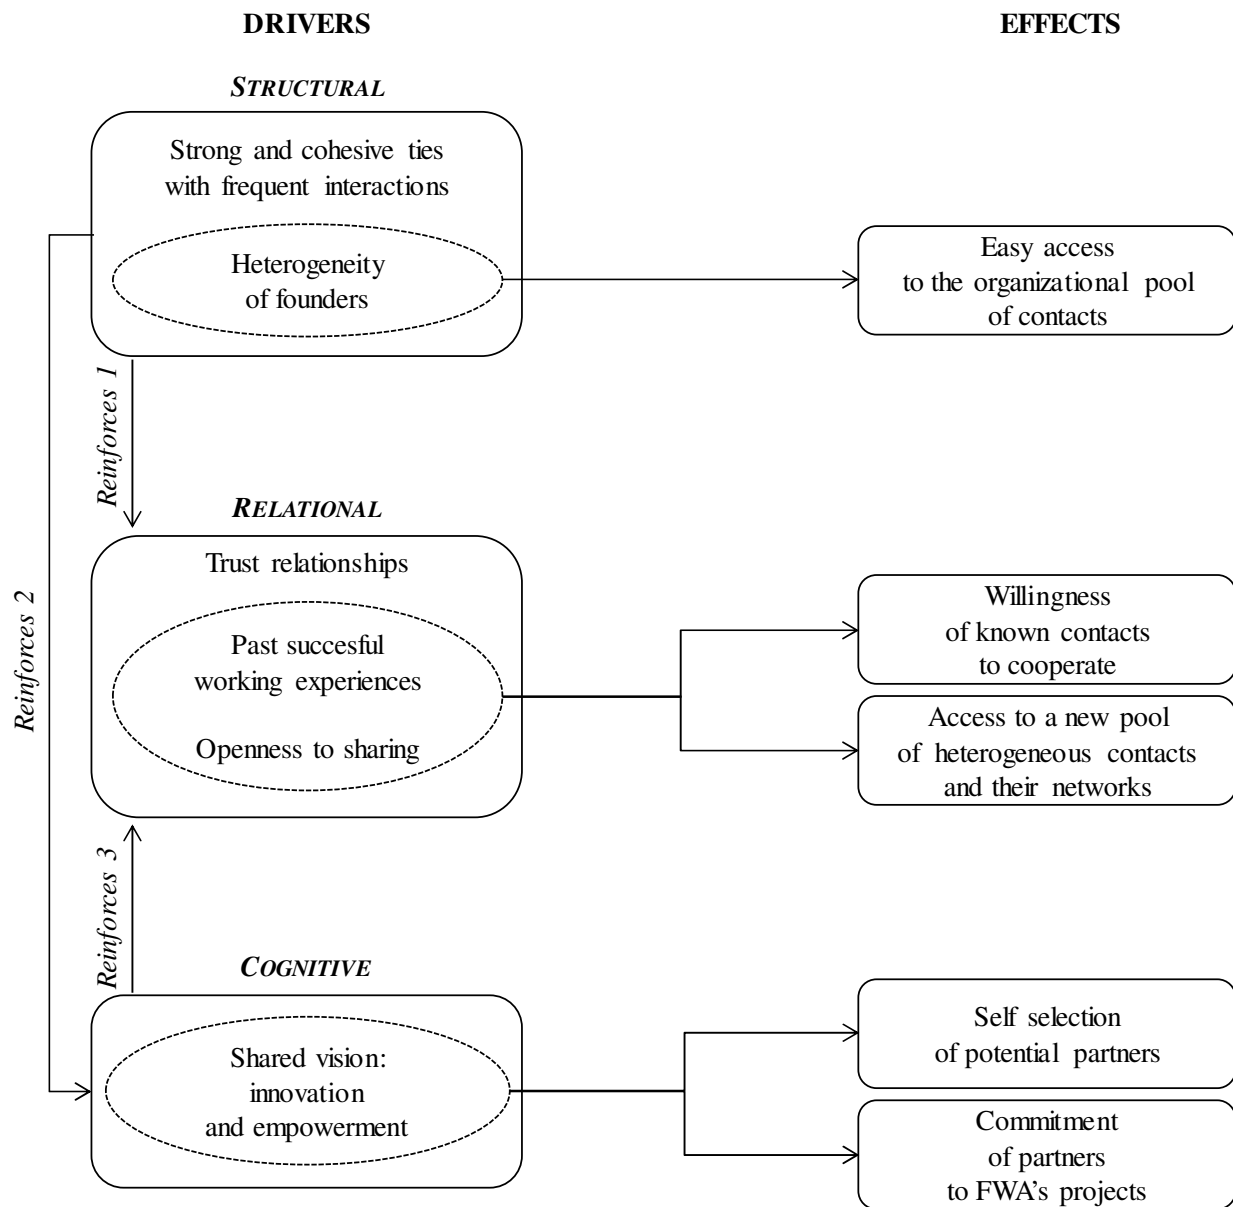 DRIVERS
EFFECTS
STRUCTURAL
Strong and cohesive ties
with frequent interactions
Heterogeneity
of founders
Easy access
to the organizational pool
of contacts
Reinforces 1
Reinforces 2
RELATIONAL
Trust relationships
Past succesful
working experiences
Openness to sharing
Willingness
of known contacts
to cooperate
Access to a new pool
of heterogeneous contacts
and their networks
Reinforces 3
COGNITIVE
Shared vision:
innovation
and empowerment
Self selection
of potential partners
Commitment
of partners
to FWA's projects